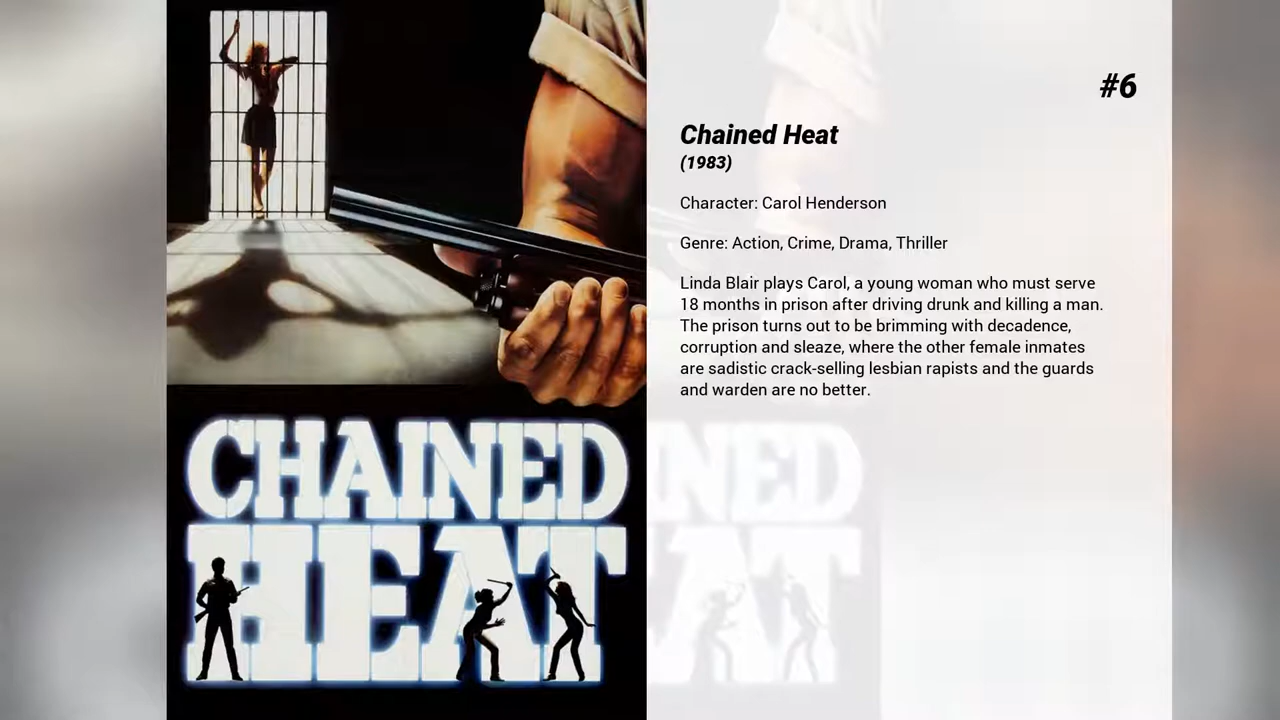 CHAINED
HEAT
#6
Chained Heat
(1983)
Character: Carol Henderson
Genre: Action, Crime, Drama, Thriller
Linda Blair plays Carol, a young woman who must serve
18 months in prison after driving drunk and killing a man.
The prison turns out to be brimming with decadence,
corruption and sleaze, where the other female inmates
are sadistic crack-selling lesbian rapists and the guards
and warden are no better.